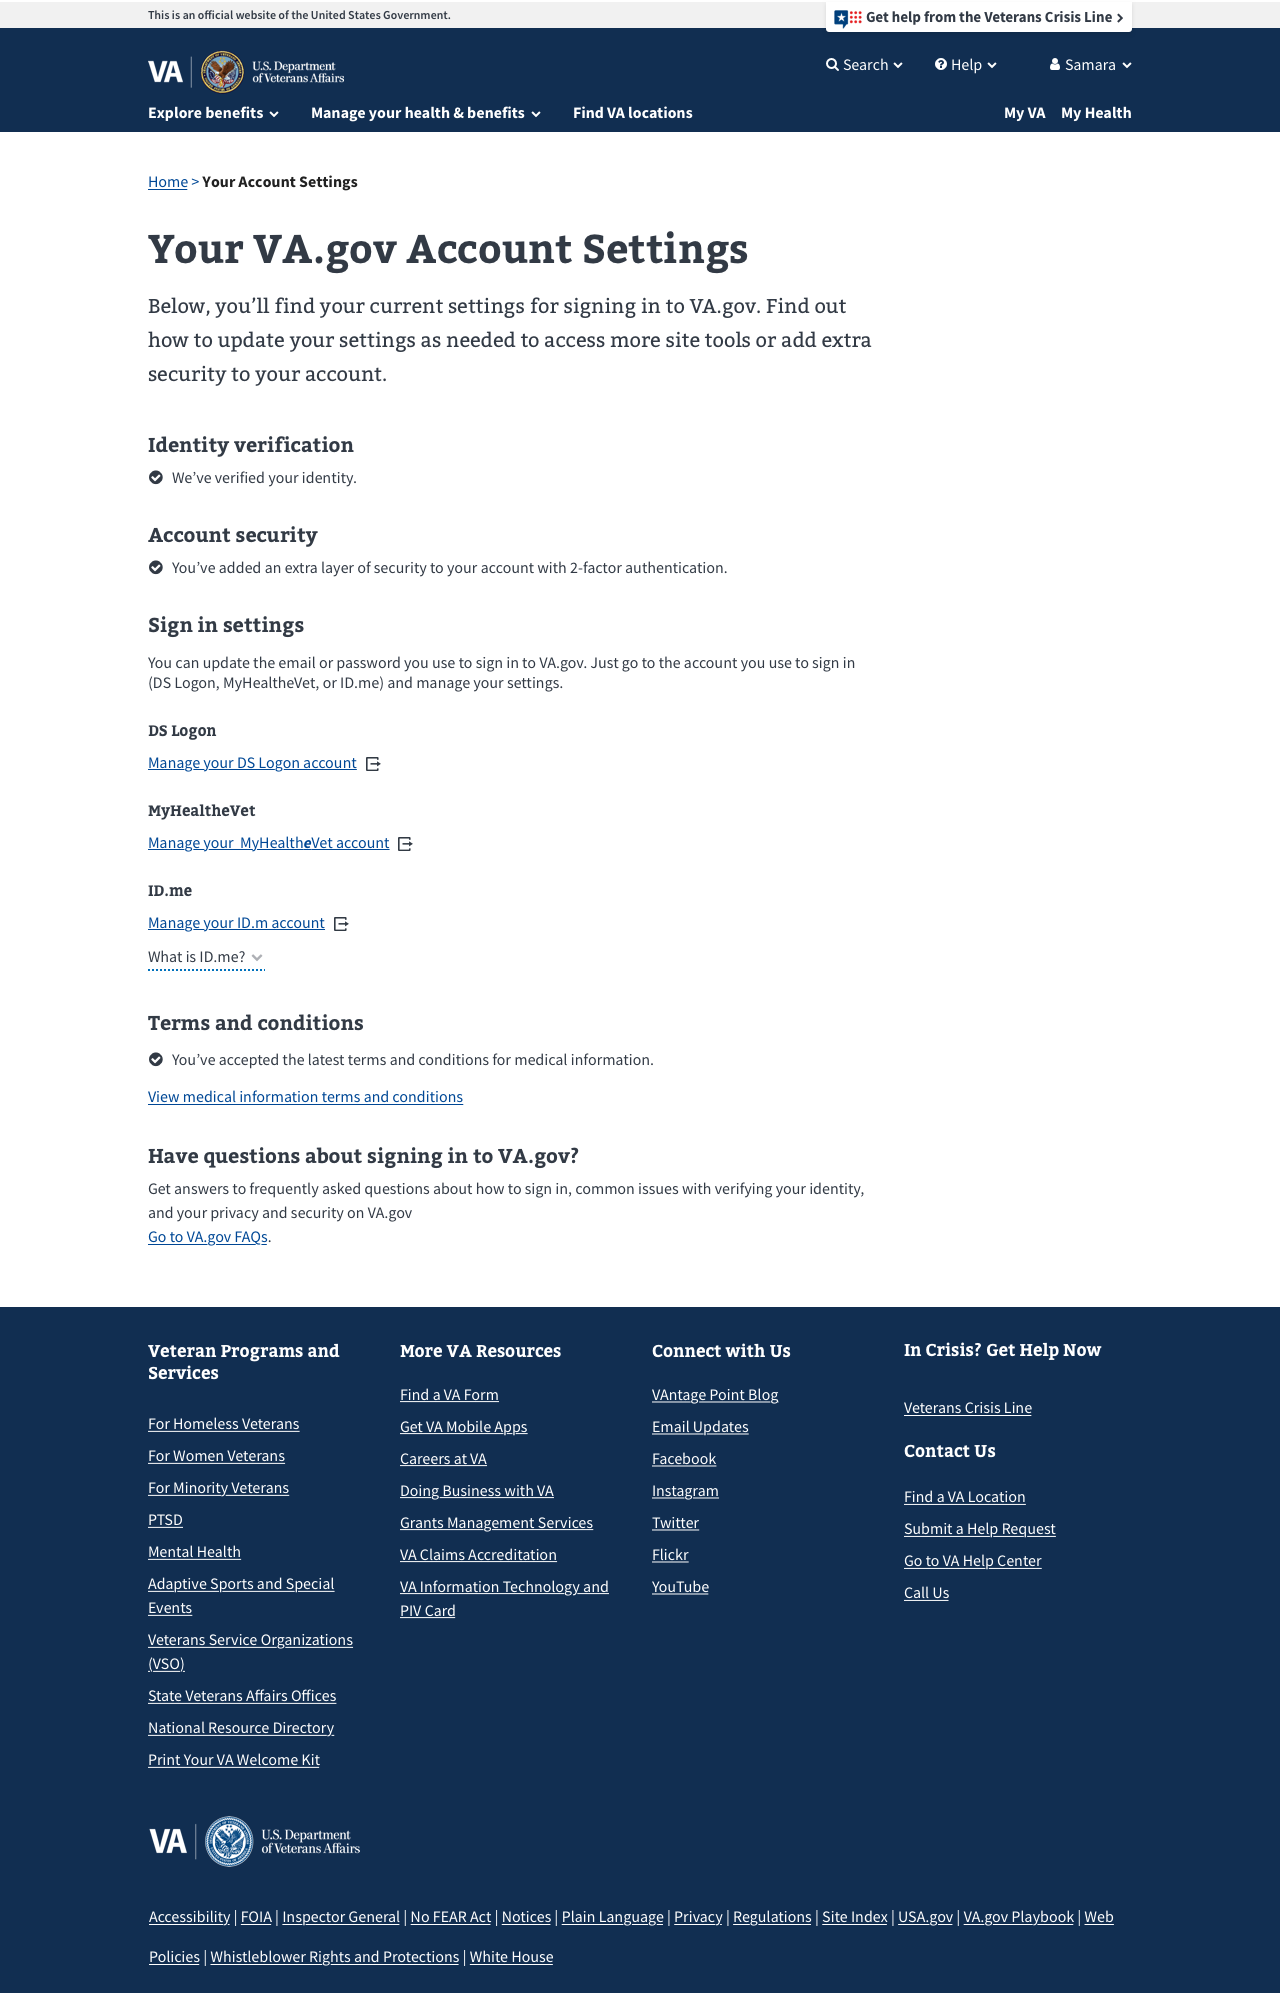 This is an official website of the United States Government.
Get help from the Veterans Crisis Line
VA
U.S. Department
of Veterans Affairs
Search
Help
Samara
Explore benefits
Manage your health & benefits
Find VA locations
My VA
My Health
Home > Your Account Settings
Your VA.gov Account Settings
Below, you’ll find your current settings for signing in to VA.gov. Find out
how to update your settings as needed to access more site tools or add extra
security to your account.
Identity verification
We’ve verified your identity.
Account security
You’ve added an extra layer of security to your account with 2-factor authentication.
Sign in settings
You can update the email or password you use to sign in to VA.gov. Just go to the account you use to sign in
(DS Logon, MyHealtheVet, or ID.me) and manage your settings.
DS Logon
Manage your DS Logon account
MyHealtheVet
Manage your  MyHealtheVet account
ID.me
Manage your ID.m account
What is ID.me?
Terms and conditions
You’ve accepted the latest terms and conditions for medical information.
View medical information terms and conditions
Have questions about signing in to VA.gov?
Get answers to frequently asked questions about how to sign in, common issues with verifying your identity,
and your privacy and security on VA.gov
Go to VA.gov FAQs.
Veteran Programs and
Services
For Homeless Veterans
For Women Veterans
For Minority Veterans
PTSD
Mental Health
Adaptive Sports and Special
Events
Veterans Service Organizations
(VSO)
State Veterans Affairs Offices
National Resource Directory
Print Your VA Welcome Kit
More VA Resources
Find a VA Form
Get VA Mobile Apps
Careers at VA
Doing Business with VA
Grants Management Services
VA Claims Accreditation
VA Information Technology and
PIV Card
Connect with Us
VAntage Point Blog
Email Updates
Facebook
Instagram
Twitter
Flickr
YouTube
In Crisis? Get Help Now
Veterans Crisis Line
Contact Us
Find a VA Location
Submit a Help Request
Go to VA Help Center
Call Us
VA
U.S. Department
of Veterans Affairs
Accessibility | FOIA | Inspector General | No FEAR Act | Notices | Plain Language | Privacy | Regulations | Site Index | USA.gov | VA.gov Playbook | Web
Policies | Whistleblower Rights and Protections | White House